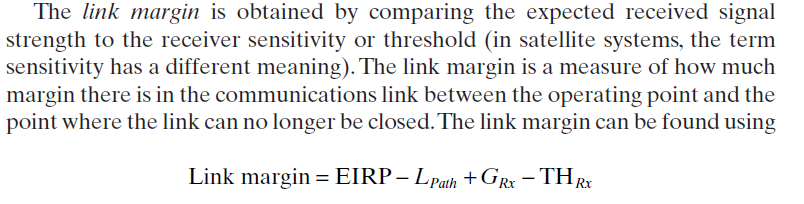 The link margin is obtained by comparing the expected received signal
strength to the receiver sensitivity or threshold (in satellite systems, the term
sensitivity has a different meaning). The link margin is a measure of how much
margin there is in the communications link between the operating point and the
point where the link can no longer be closed. The link margin can be found using
Link margin = EIRP − L_Path + G_Rx − TH_Rx